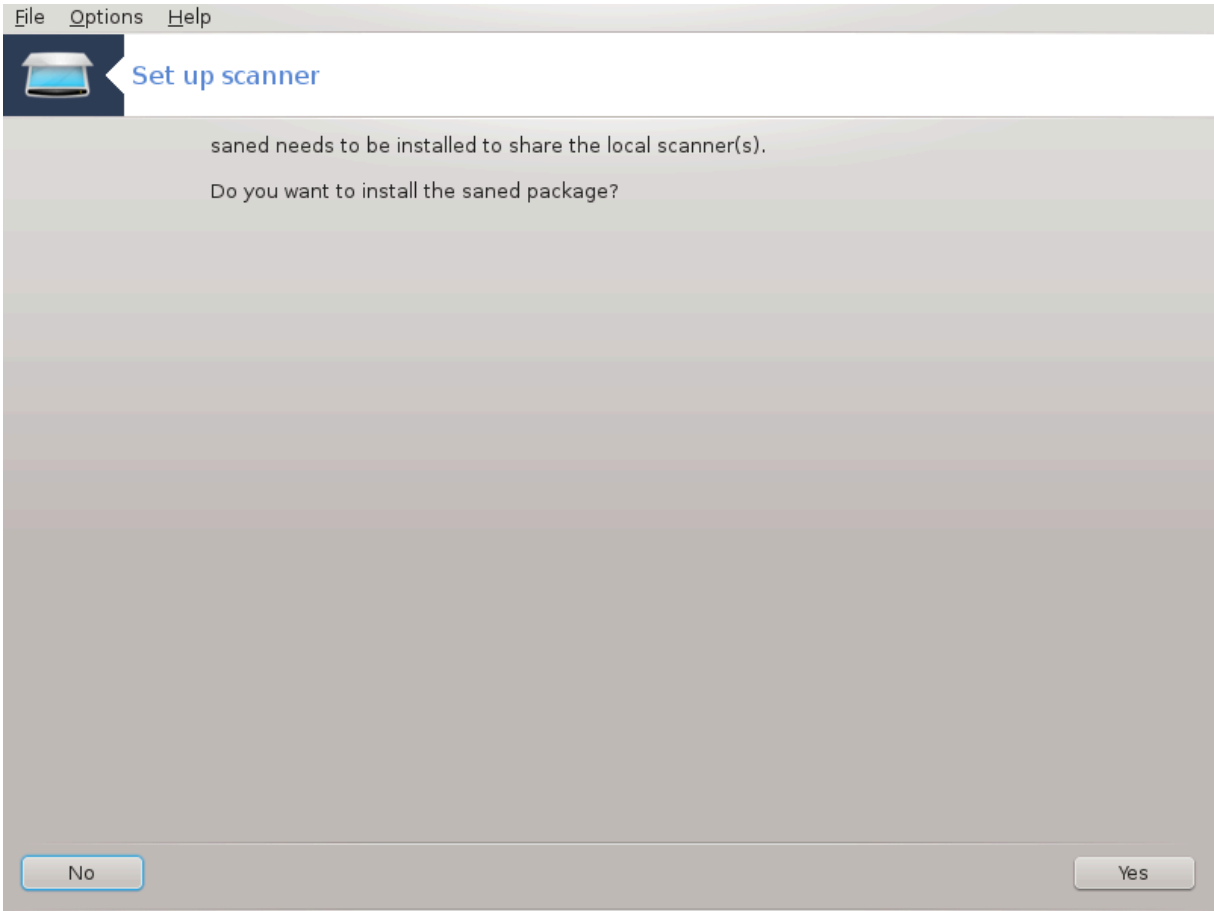 File Options Help
Set up scanner
saned needs to be installed to share the local scanner(s).
Do you want to install the saned package?
No Yes